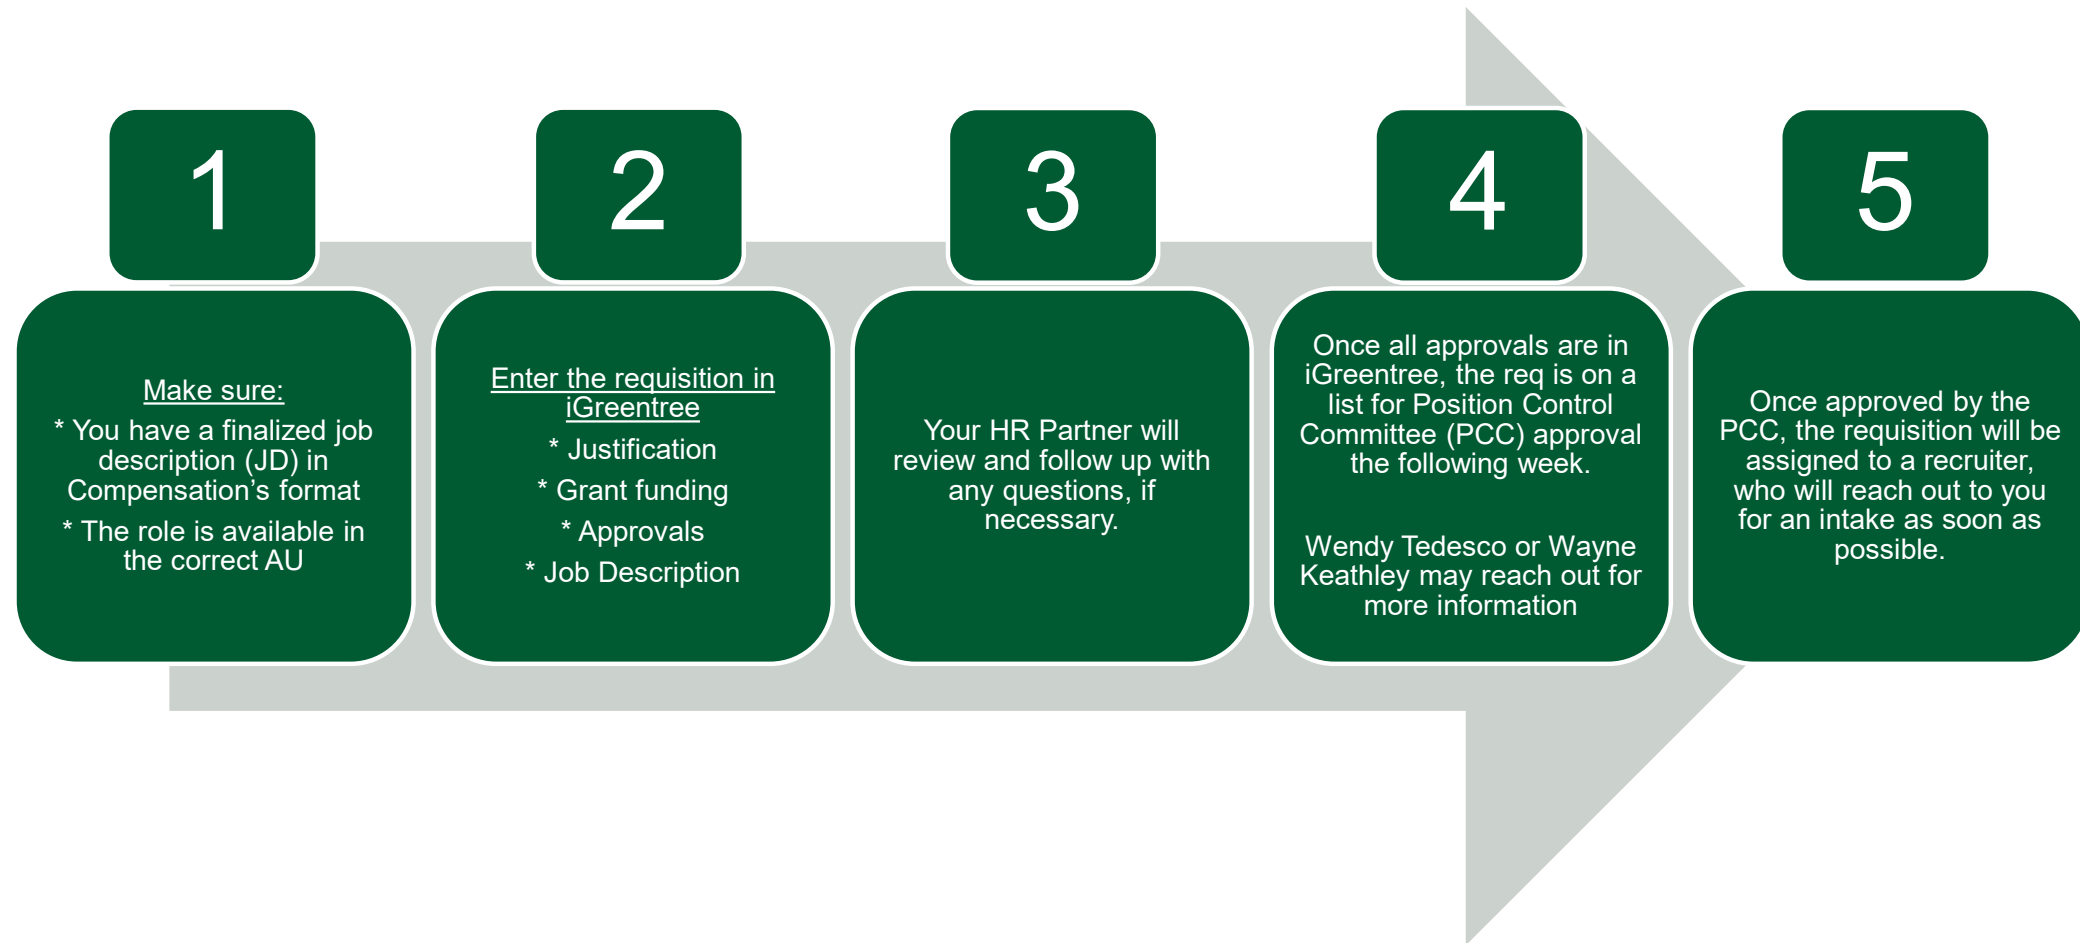 1
Make sure:
* You have a finalized job
description (JD) in
Compensation’s format
* The role is available in
the correct AU
2
Enter the requisition in
iGreentree
* Justification
* Grant funding
* Approvals
* Job Description
3
Your HR Partner will
review and follow up with
any questions, if
necessary.
4
Once all approvals are in
iGreentree, the req is on a
list for Position Control
Committee (PCC) approval
the following week.
Wendy Tedesco or Wayne
Keathley may reach out for
more information
5
Once approved by the
PCC, the requisition will be
assigned to a recruiter,
who will reach out to you
for an intake as soon as
possible.